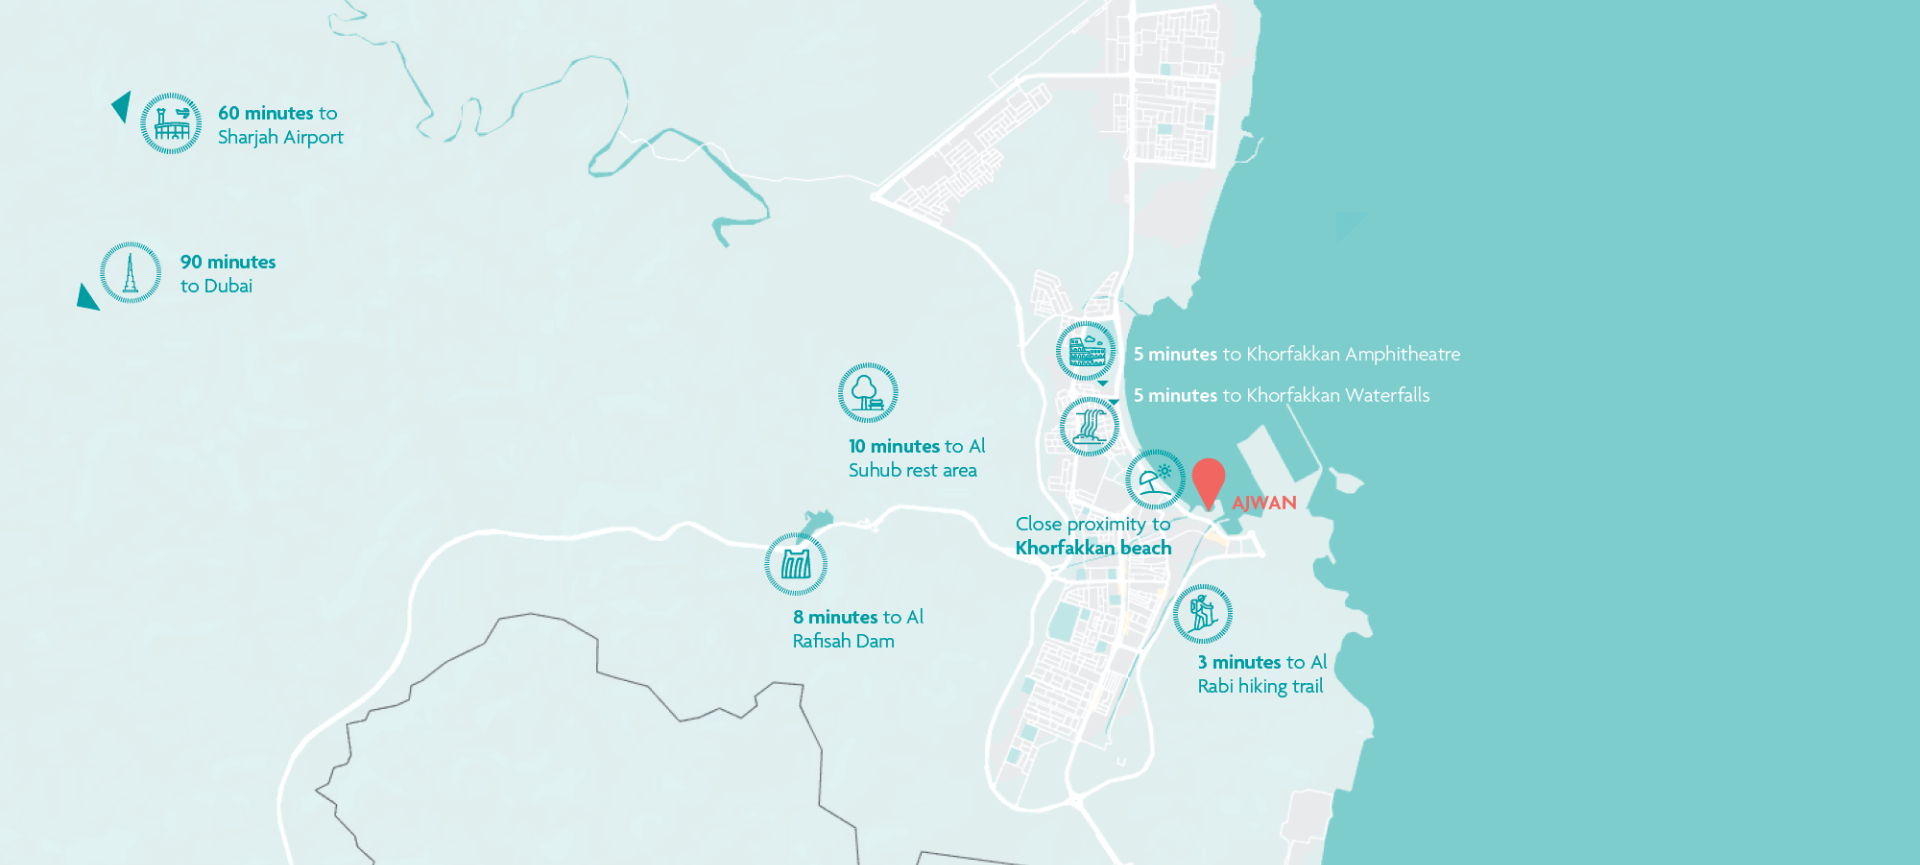 60 minutes to
Sharjah Airport
90 minutes
to Dubai
5 minutes to Khorfakkan Amphitheatre
5 minutes to Khorfakkan Waterfalls
10 minutes to Al
Suhub rest area
AJWAN
Close proximity to
Khorfakkan beach
8 minutes to Al
Rafisah Dam
3 minutes to Al
Rabi hiking trail